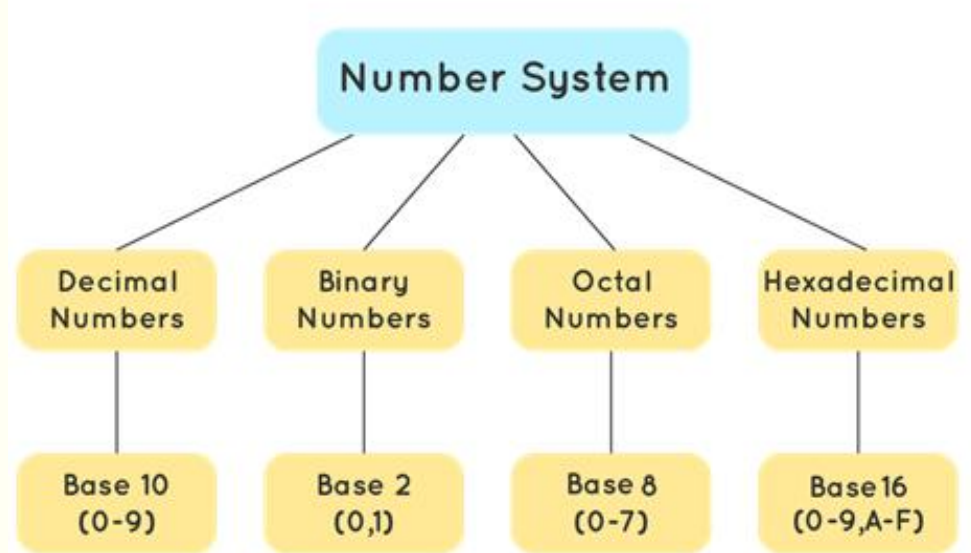 Number System
Decimal
Numbers
Binary
Numbers
Octal
Numbers
Hexadecimal
Numbers
Base 10
(0-9)
Base 2
(0,1)
Base 8
(0-7)
Base 16
(0-9,A-F)